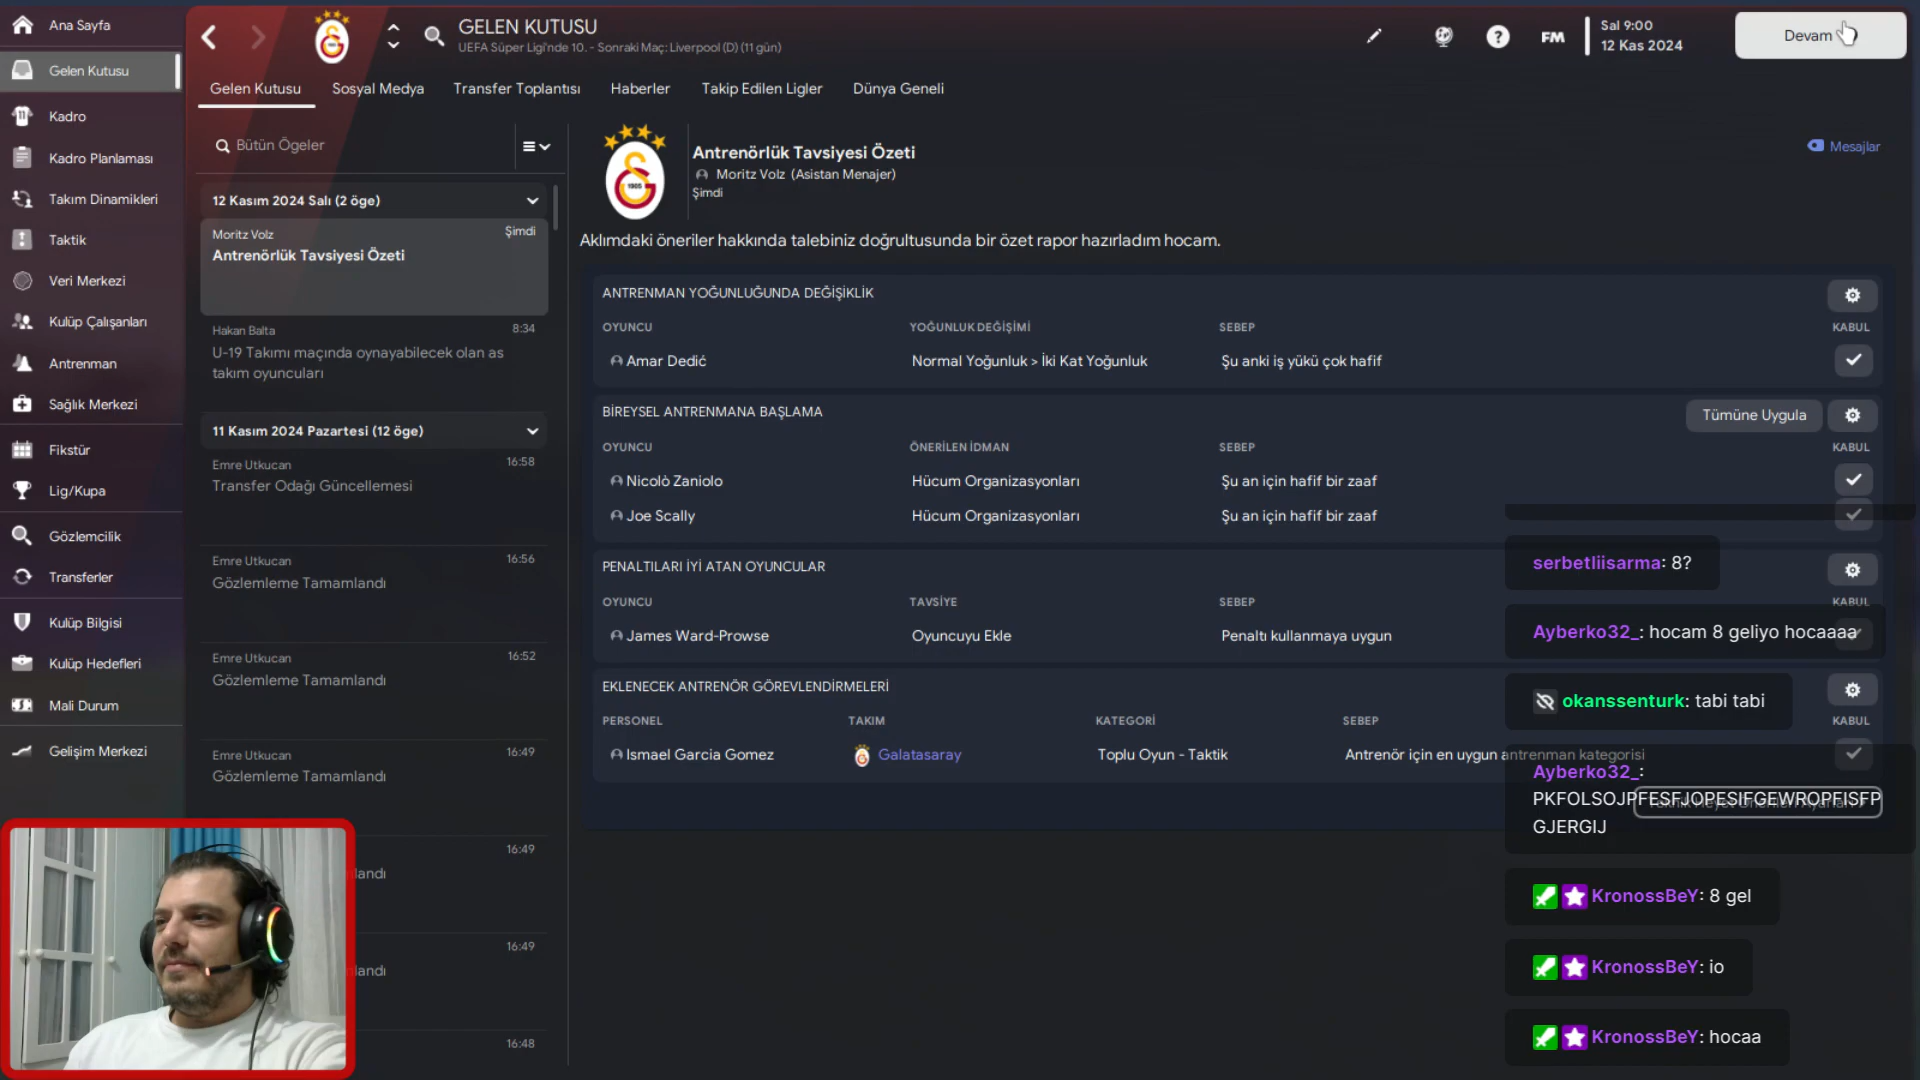 Ana Sayfa
Gelen Kutusu
Kadro
Kadro Planlaması
Takım Dinamikleri
Taktik
Veri Merkezi
Kulüp Çalışanları
Antrenman
Sağlık Merkezi
Fikstür
Lig/Kupa
Gözlemcilik
Transferler
Kulüp Bilgisi
Kulüp Hedefleri
Mali Durum
Gelişim Merkezi
GELEN KUTUSU
UEFA Süper Ligi'nde 10. - Sonraki Maç: Liverpool (D) (11 gün)
FM
Sal 9:00
12 Kas 2024
Devam
Gelen Kutusu
Sosyal Medya
Transfer Toplantısı
Haberler
Takip Edilen Ligler
Dünya Geneli
Bütün Ögeler
12 Kasım 2024 Salı (2 öge)
Moritz Volz
Şimdi
Antrenörlük Tavsiyesi Özeti
Hakan Balta
8:34
U-19 Takımı maçında oynayabilecek olan as
takım oyuncuları
11 Kasım 2024 Pazartesi (12 öge)
Emre Utkucan
16:58
Transfer Odağı Güncellemesi
Emre Utkucan
16:56
Gözlemleme Tamamlandı
Emre Utkucan
16:52
Gözlemleme Tamamlandı
Emre Utkucan
16:49
Gözlemleme Tamamlandı
16:49
landı
16:49
landı
16:48
1905
Antrenörlük Tavsiyesi Özeti
Moritz Volz (Asistan Menajer)
Şimdi
Mesajlar
Aklımdaki öneriler hakkında talebiniz doğrultusunda bir özet rapor hazırladım hocam.
ANTRENMAN YOĞUNLUĞUNDA DEĞİŞİKLİK
OYUNCU YOĞUNLUK DEĞİŞİMİ SEBEP KABUL
Amar Dedić Normal Yoğunluk > İki Kat Yoğunluk Şu anki iş yükü çok hafif
BİREYSEL ANTRENMANA BAŞLAMA
Tümüne Uygula
OYUNCU ÖNERİLEN İDMAN SEBEP KABUL
Nicolò Zaniolo Hücum Organizasyonları Şu an için hafif bir zaaf
Joe Scally Hücum Organizasyonları Şu an için hafif bir zaaf
PENALTILARI İYİ ATAN OYUNCULAR
OYUNCU TAVSİYE SEBEP KABUL
James Ward-Prowse Oyuncuyu Ekle Penaltı kullanmaya uygun
EKLENECEK ANTRENÖR GÖREVLENDİRMELERİ
PERSONEL TAKIM KATEGORİ SEBEP KABUL
Ismael Garcia Gomez Galatasaray Toplu Oyun - Taktik Antrenör için en uygun antrenman kategorisi
serbetliisarma: 8?
Ayberko32_: hocam 8 geliyo hocaaaa
okanssenturk: tabi tabi
Ayberko32_:
PKFOLSOJPFESFJOPESIFGEWROPFISFP
GJERGIJ
KronossBeY: 8 gel
KronossBeY: io
KronossBeY: hocaa